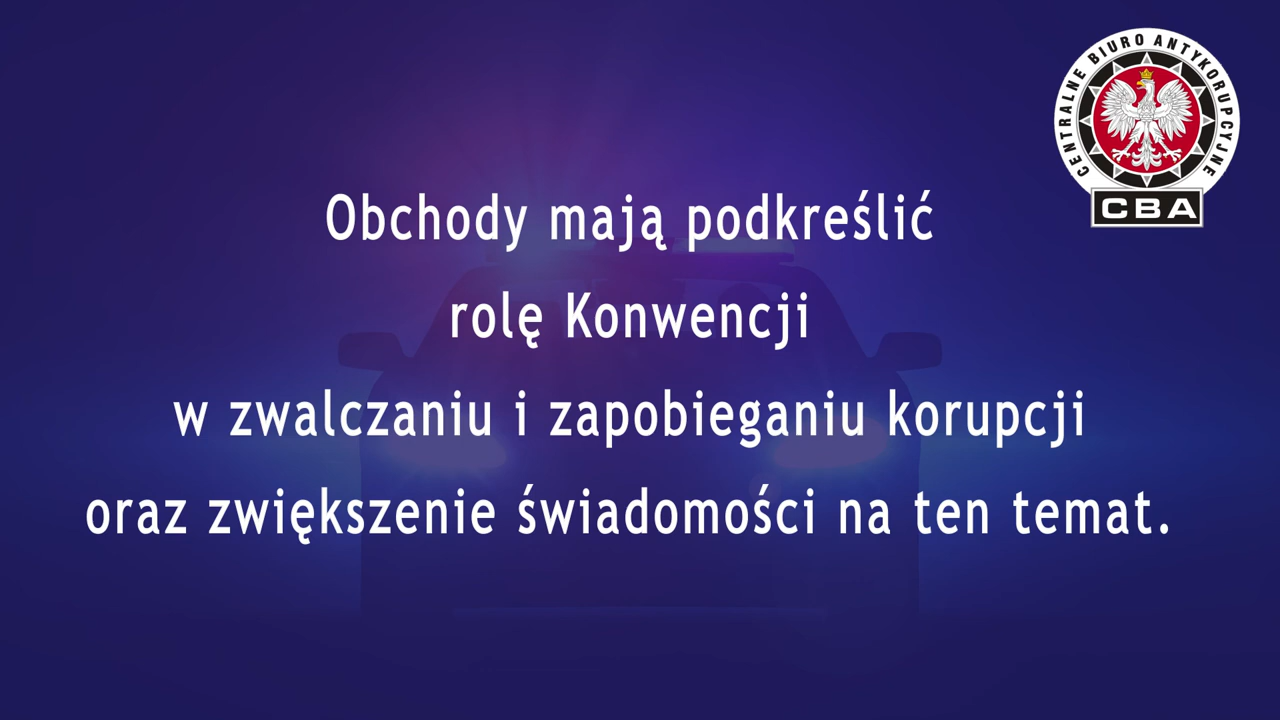 CENTRALNE BIURO ANTYKORUPCYJNE
CBA
Obchody mają podkreślić
rolę Konwencji
w zwalczaniu i zapobieganiu korupcji
oraz zwiększenie świadomości na ten temat.